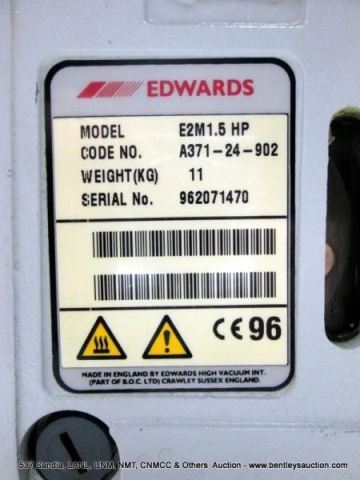 EDWARDS
MODEL E2M1.5 HP
CODE NO. A371-24-902
WEIGHT(KG) 11
SERIAL No. 962071470
CE 96
MADE IN ENGLAND BY EDWARDS HIGH VACUUM INT.
(PART OF B.O.C. LTD) CRAWLEY SUSSEX ENGLAND.
537 Sandia, LANL, UNM, NMT, CNMCC & Others Auction - www.bentleysauction.com